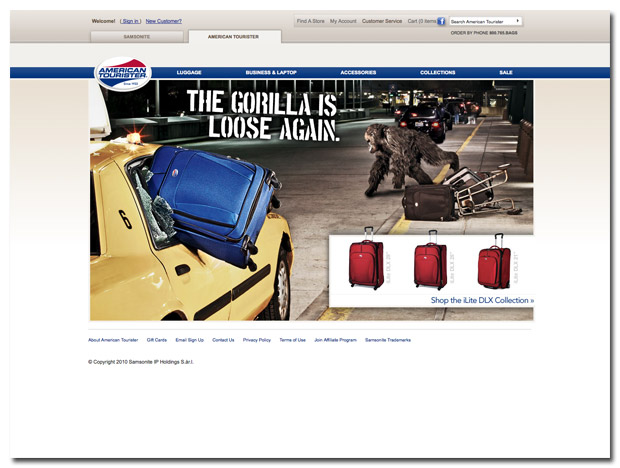 Welcome! ( Sign in ) New Customer?
Find A Store My Account Customer Service Cart (0 items)
Search American Tourister
SAMSONITE
AMERICAN TOURISTER
ORDER BY PHONE 800.765.BAGS
AMERICAN TOURISTER
LUGGAGE BUSINESS & LAPTOP ACCESSORIES COLLECTIONS SALE
THE GORILLA IS
LOOSE AGAIN.
6
Shop the iLite DLX Collection »
About American Tourister Gift Cards Email Sign Up Contact Us Privacy Policy Terms of Use Join Affiliate Program Samsonite Trademarks
© Copyright 2010 Samsonite IP Holdings S.àr.l.